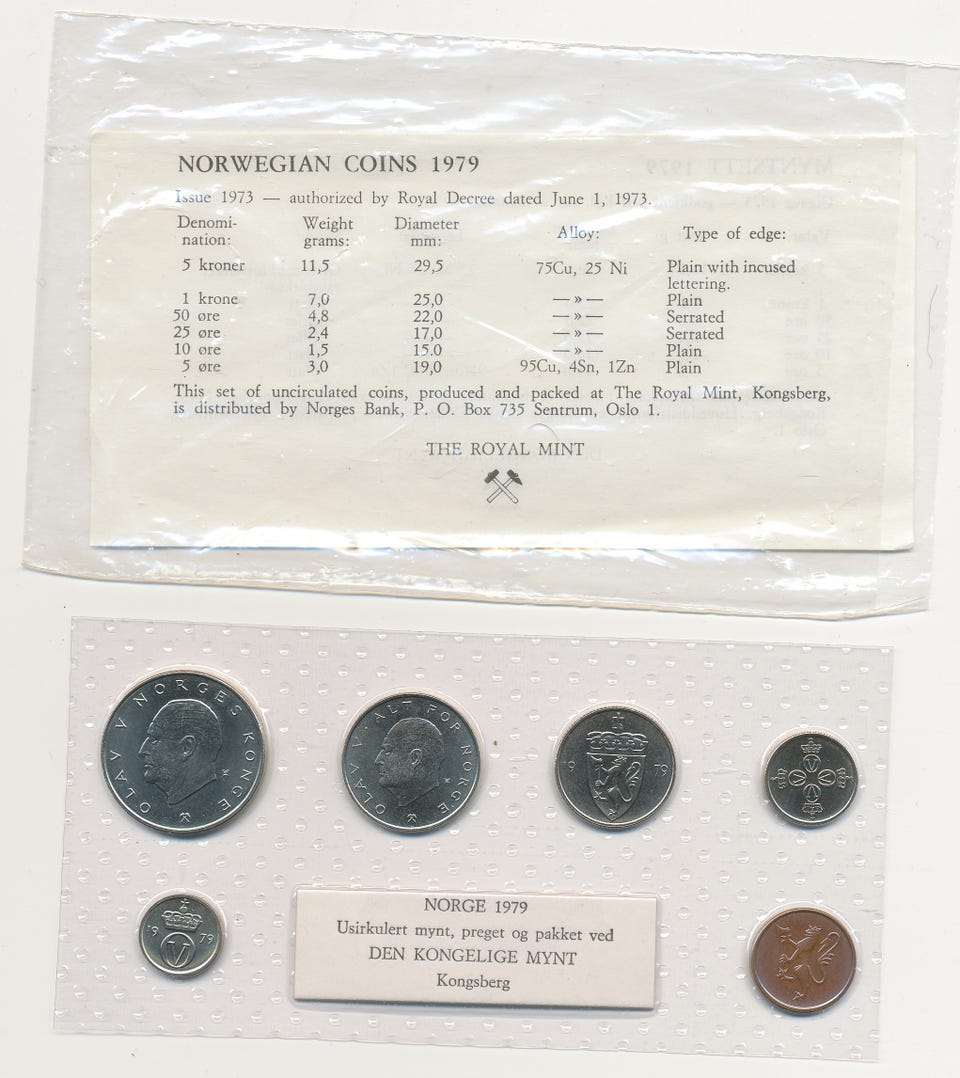 NORWEGIAN COINS 1979
Issue 1973 — authorized by Royal Decree dated June 1, 1973.
Denomi- Weight Diameter
nation: grams: mm: Alloy: Type of edge:
5 kroner 11,5 29,5 75Cu, 25 Ni Plain with incused
lettering.
1 krone 7,0 25,0 — » — Plain
50 øre 4,8 22,0 — » — Serrated
25 øre 2,4 17,0 — » — Serrated
10 øre 1,5 15.0 — » — Plain
5 øre 3,0 19,0 95Cu, 4Sn, 1Zn Plain
This set of uncirculated coins, produced and packed at The Royal Mint, Kongsberg,
is distributed by Norges Bank, P. O. Box 735 Sentrum, Oslo 1.
THE ROYAL MINT
OLAV V NORGES KONGE
OLAV V · ALT FOR NORGE
19 79
NORGE 1979
Usirkulert mynt, preget og pakket ved
DEN KONGELIGE MYNT
Kongsberg